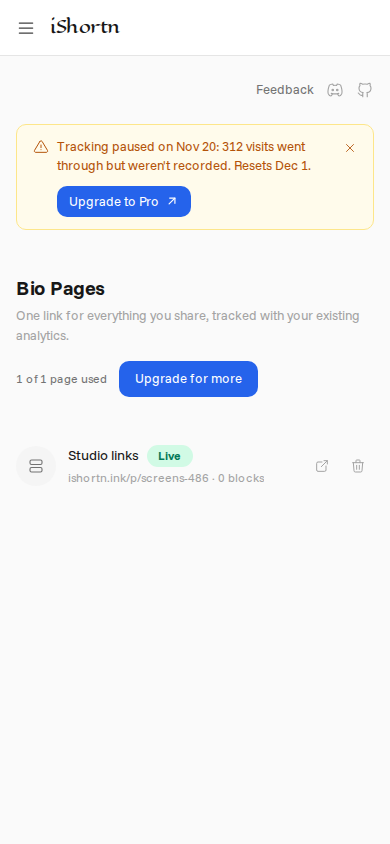 iShortn
Feedback
Tracking paused on Nov 20: 312 visits went
through but weren't recorded. Resets Dec 1.
Upgrade to Pro
Bio Pages
One link for everything you share, tracked with your existing
analytics.
1 of 1 page used
Upgrade for more
Studio links
Live
ishortn.ink/p/screens-486 · 0 blocks